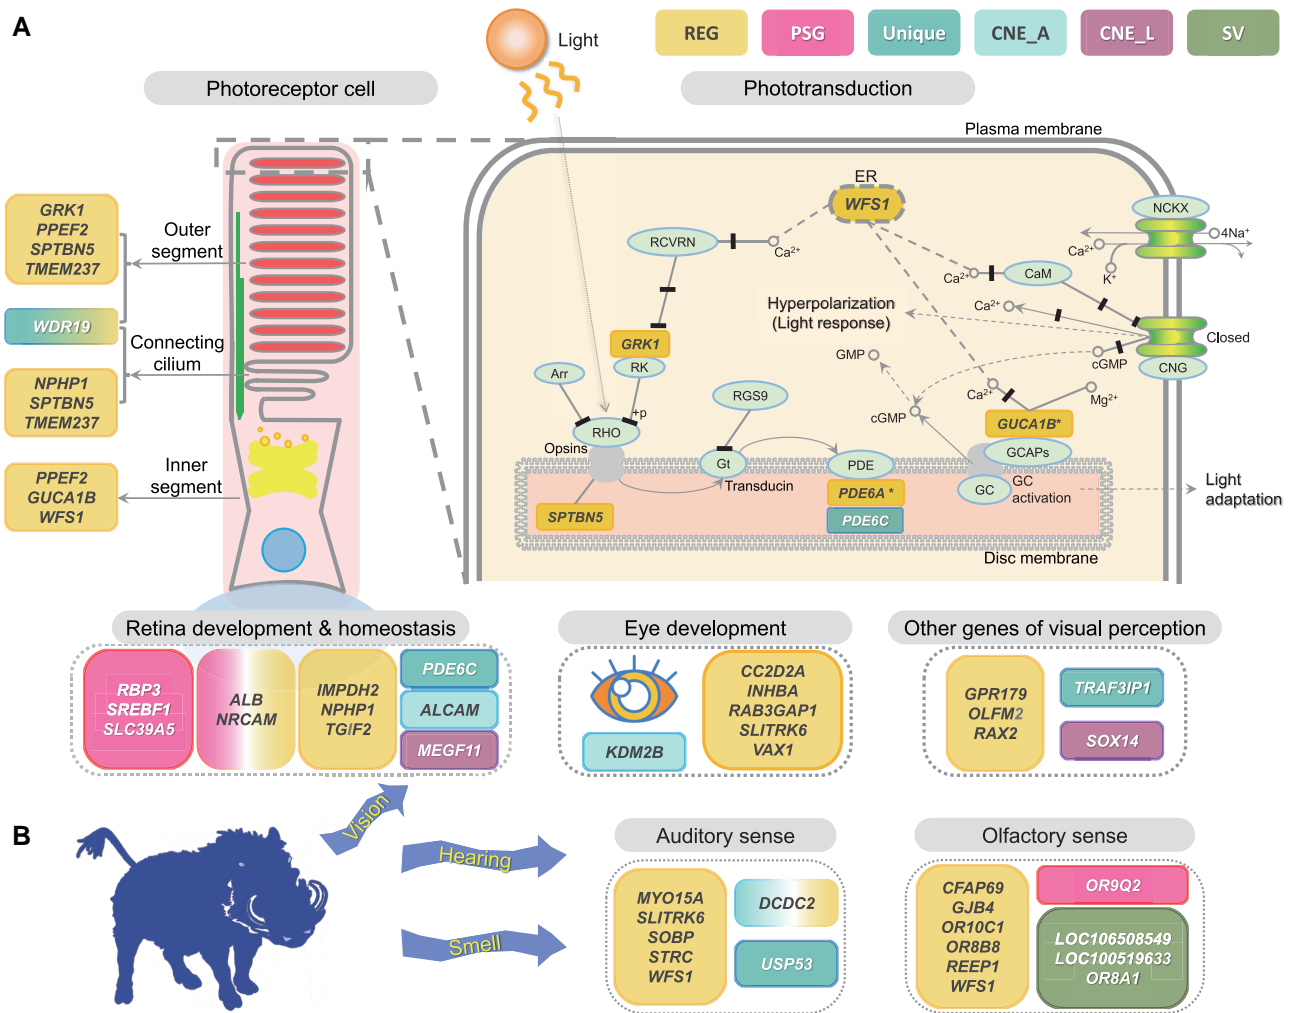 A
Light
REG
PSG
Unique
CNE_A
CNE_L
SV
Photoreceptor cell
Phototransduction
Plasma membrane
GRK1
PPEF2
SPTBN5
TMEM237
Outer
segment
WDR19
Connecting
cilium
NPHP1
SPTBN5
TMEM237
PPEF2
GUCA1B
WFS1
Inner
segment
ER
WFS1
RCVRN
Ca²⁺
NCKX
4Na⁺
Ca²⁺
K⁺
Ca²⁺
CaM
Ca²⁺
Hyperpolarization
(Light response)
Closed
cGMP
CNG
GRK1
RK
GMP
Arr
+p
RGS9
Ca²⁺
Mg²⁺
cGMP
GUCA1B*
RHO
Opsins
GCAPs
Gt
Transducin
PDE
GC
GC
activation
PDE6A *
PDE6C
SPTBN5
Light
adaptation
Disc membrane
Retina development & homeostasis
RBP3
SREBF1
SLC39A5
ALB
NRCAM
IMPDH2
NPHP1
TGIF2
PDE6C
ALCAM
MEGF11
Eye development
KDM2B
CC2D2A
INHBA
RAB3GAP1
SLITRK6
VAX1
Other genes of visual perception
GPR179
OLFM2
RAX2
TRAF3IP1
SOX14
B
Vision
Hearing
Smell
Auditory sense
MYO15A
SLITRK6
SOBP
STRC
WFS1
DCDC2
USP53
Olfactory sense
CFAP69
GJB4
OR10C1
OR8B8
REEP1
WFS1
OR9Q2
LOC106508549
LOC100519633
OR8A1